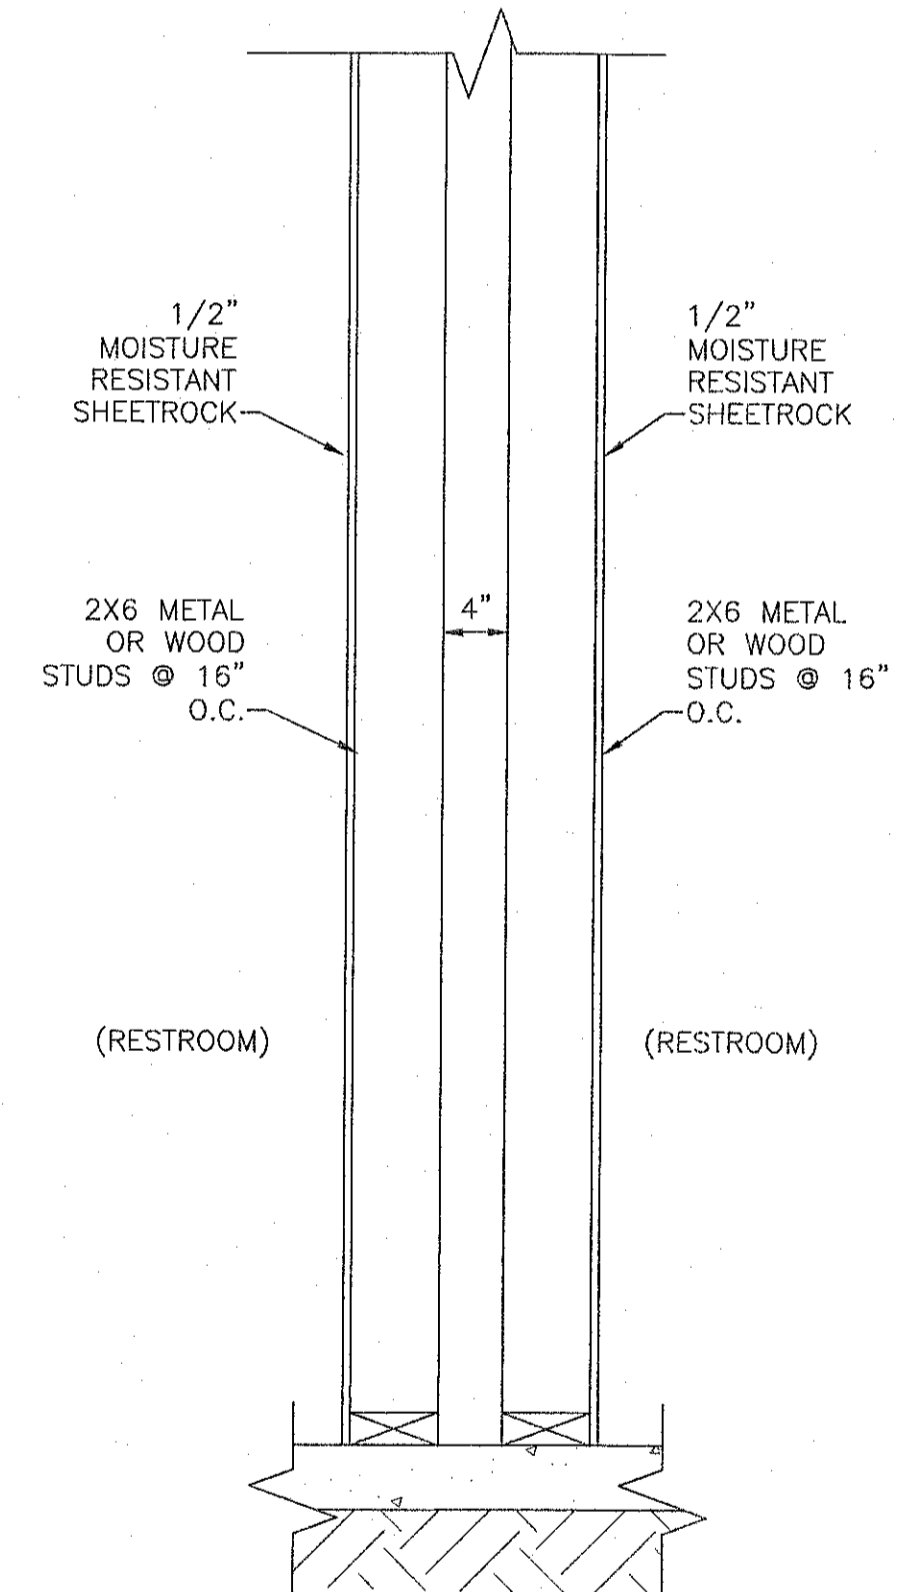 1/2"
MOISTURE
RESISTANT
SHEETROCK
1/2"
MOISTURE
RESISTANT
SHEETROCK
2X6 METAL
OR WOOD
STUDS @ 16"
O.C.
4"
2X6 METAL
OR WOOD
STUDS @ 16"
O.C.
(RESTROOM)
(RESTROOM)